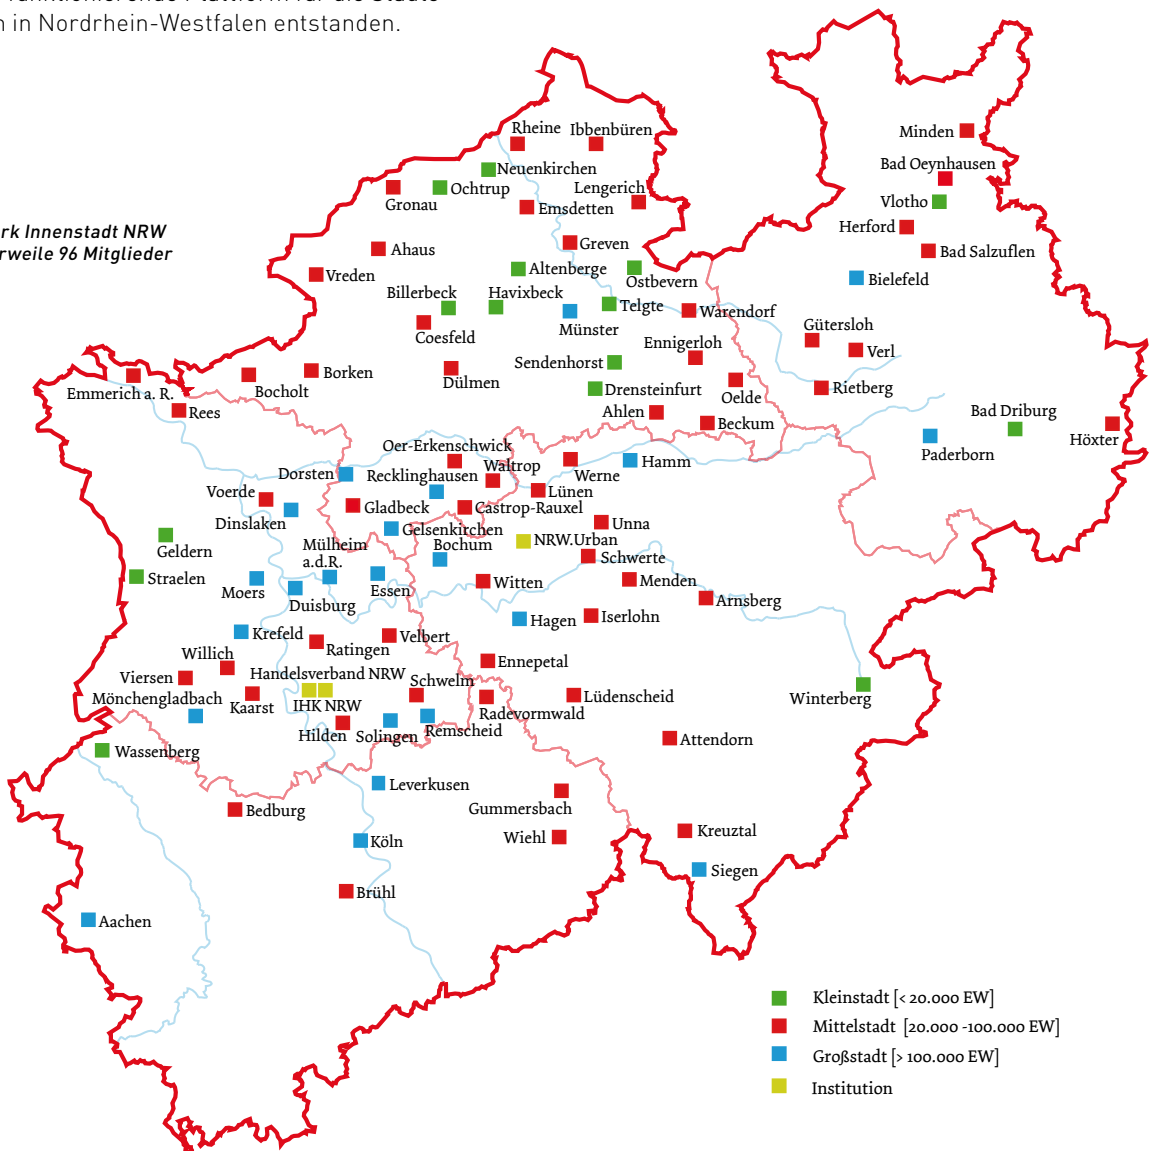 in Nordrhein-Westfalen entstanden.
Innenstadt NRW
96 Mitglieder
Rheine
Ibbenbüren
Minden
Bad Oeynhausen
Neuenkirchen
Ochtrup
Lengerich
Gronau
Emsdetten
Vlotho
Herford
Greven
Ahaus
Bad Salzuflen
Altenberge
Ostbevern
Vreden
Bielefeld
Billerbeck
Havixbeck
Telgte
Warendorf
Münster
Coesfeld
Gütersloh
Ennigerloh
Verl
Sendenhorst
Borken
Dülmen
Rietberg
Emmerich a. R.
Bocholt
Drensteinfurt
Oelde
Rees
Ahlen
Beckum
Bad Driburg
Höxter
Oer-Erkenschwick
Paderborn
Waltrop
Hamm
Dorsten
Recklinghausen
Werne
Voerde
Lünen
Gladbeck
Castrop-Rauxel
Dinslaken
Unna
Gelsenkirchen
NRW.Urban
Bochum
Mülheim
a.d.R.
Geldern
Schwerte
Straelen
Menden
Witten
Moers
Essen
Duisburg
Arnsberg
Iserlohn
Hagen
Krefeld
Velbert
Ratingen
Willich
Ennepetal
Viersen
Handelsverband NRW
Schwelm
Lüdenscheid
Winterberg
Mönchengladbach
Kaarst
IHK NRW
Radevormwald
Hilden
Solingen
Remscheid
Attendorn
Wassenberg
Leverkusen
Bedburg
Gummersbach
Kreuztal
Wiehl
Köln
Siegen
Brühl
Aachen
Kleinstadt [< 20.000 EW]
Mittelstadt [20.000 -100.000 EW]
Großstadt [> 100.000 EW]
Institution